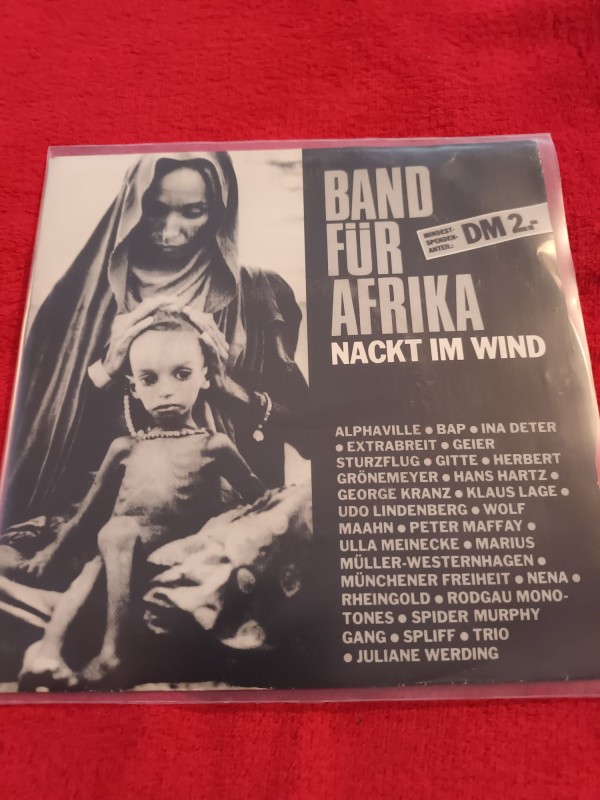 BAND
FÜR
AFRIKA
MINDEST-
SPENDEN-
ANTEIL:
DM 2.-
NACKT IM WIND
ALPHAVILLE ● BAP ● INA DETER
● EXTRABREIT ● GEIER
STURZFLUG ● GITTE ● HERBERT
GRÖNEMEYER ● HANS HARTZ ●
GEORGE KRANZ ● KLAUS LAGE ●
UDO LINDENBERG ● WOLF
MAAHN ● PETER MAFFAY ●
ULLA MEINECKE ● MARIUS
MÜLLER-WESTERNHAGEN ●
MÜNCHENER FREIHEIT ● NENA ●
RHEINGOLD ● RODGAU MONO-
TONES ● SPIDER MURPHY
GANG ● SPLIFF ● TRIO
● JULIANE WERDING